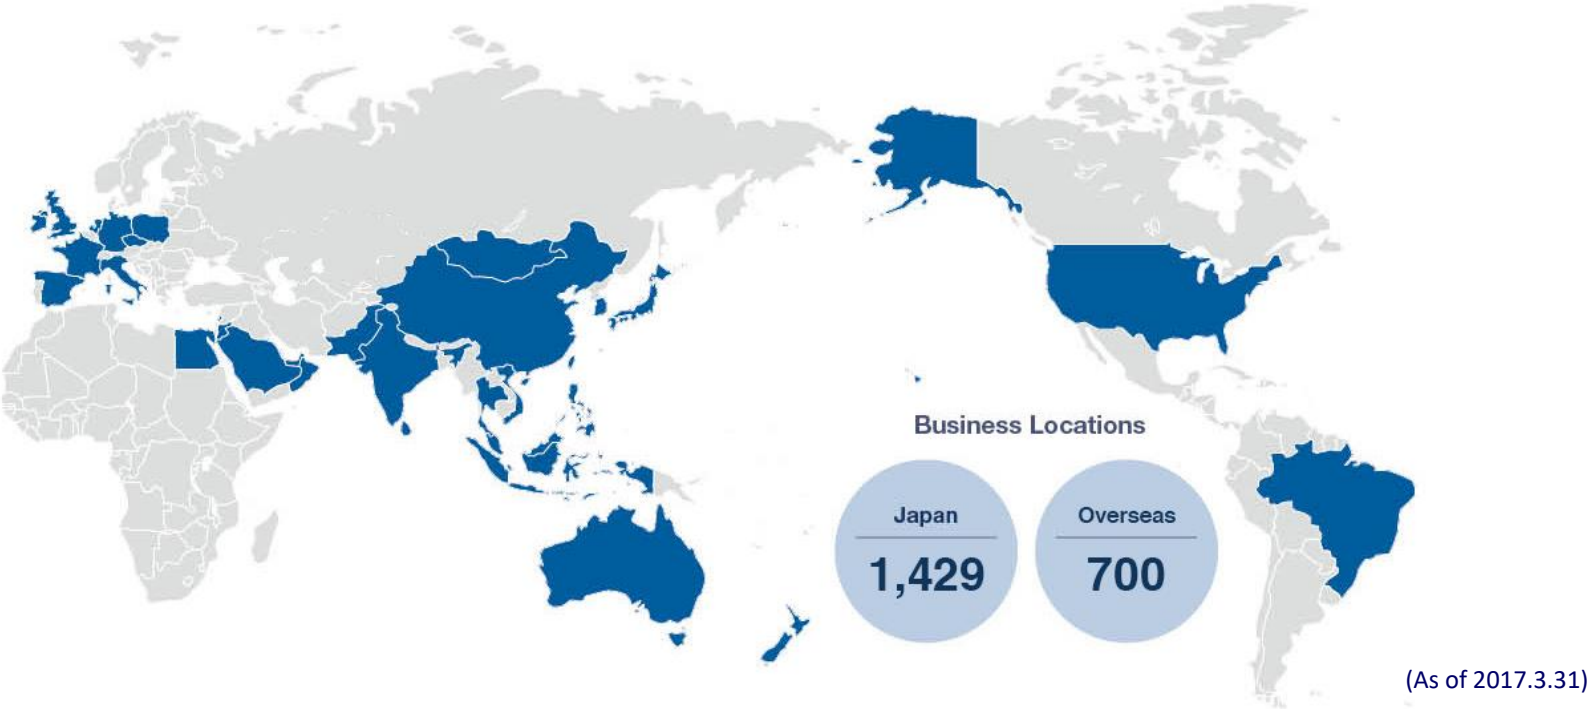 Business Locations
Japan
Overseas
1,429
700
(As of 2017.3.31)